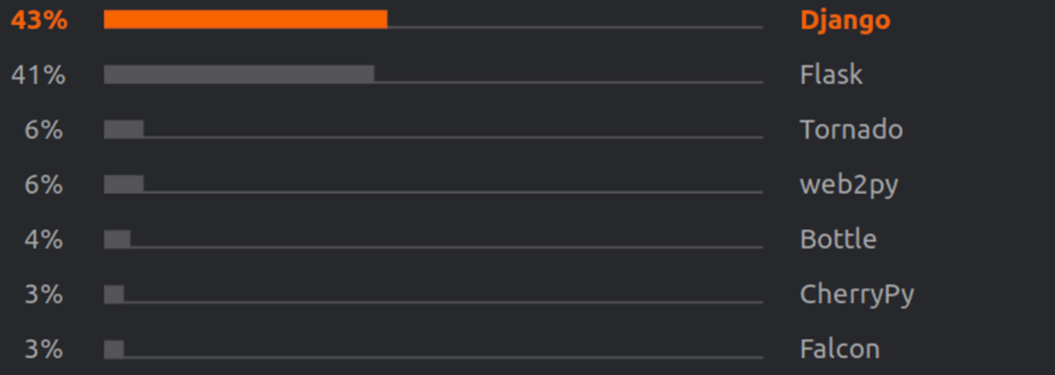 43% Django
41% Flask
6% Tornado
6% web2py
4% Bottle
3% CherryPy
3% Falcon